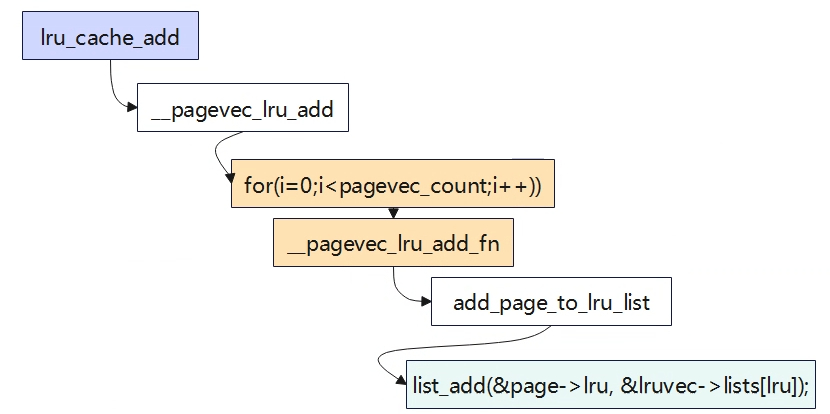 lru_cache_add
__pagevec_lru_add
for(i=0;i<pagevec_count;i++))
__pagevec_lru_add_fn
add_page_to_lru_list
list_add(&page->lru, &lruvec->lists[lru]);